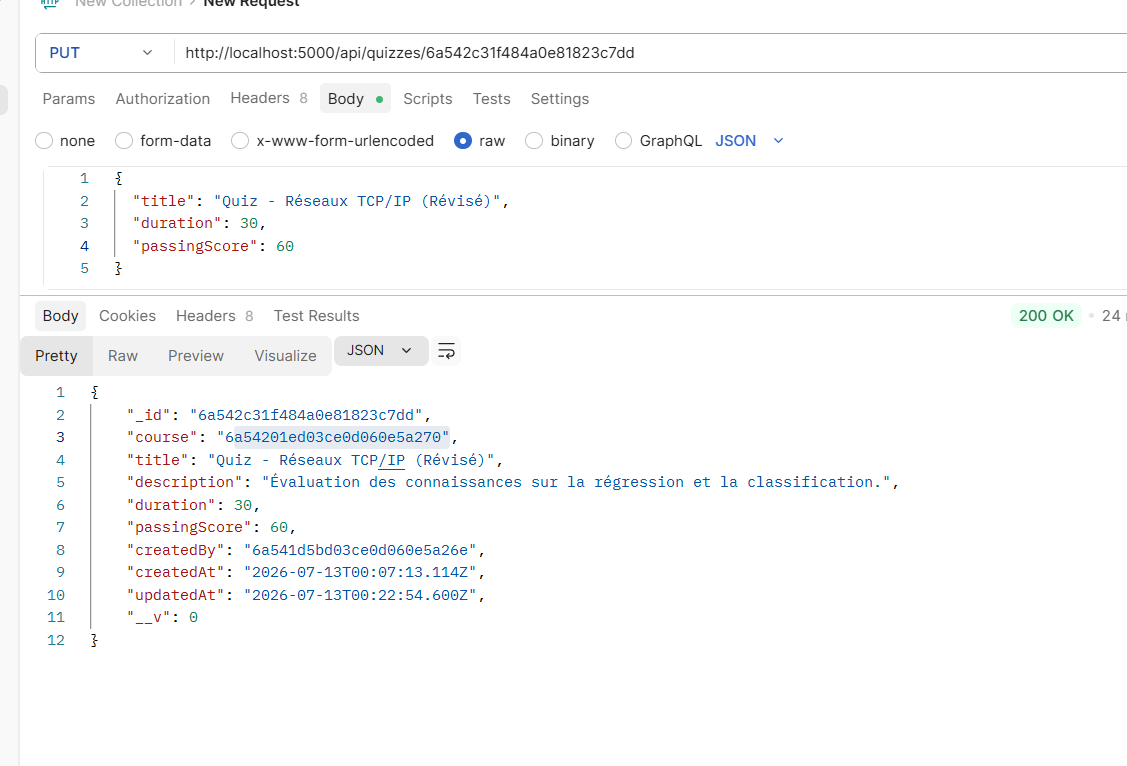 HTTP New Collection > New Request
PUT http://localhost:5000/api/quizzes/6a542c31f484a0e81823c7dd
Params Authorization Headers 8 Body Scripts Tests Settings
none form-data x-www-form-urlencoded raw binary GraphQL JSON
1 {
2 "title": "Quiz - Réseaux TCP/IP (Révisé)",
3 "duration": 30,
4 "passingScore": 60
5 }
Body Cookies Headers 8 Test Results 200 OK • 24
Pretty Raw Preview Visualize JSON
1 {
2 "_id": "6a542c31f484a0e81823c7dd",
3 "course": "6a54201ed03ce0d060e5a270",
4 "title": "Quiz - Réseaux TCP/IP (Révisé)",
5 "description": "Évaluation des connaissances sur la régression et la classification.",
6 "duration": 30,
7 "passingScore": 60,
8 "createdBy": "6a541d5bd03ce0d060e5a26e",
9 "createdAt": "2026-07-13T00:07:13.114Z",
10 "updatedAt": "2026-07-13T00:22:54.600Z",
11 "__v": 0
12 }